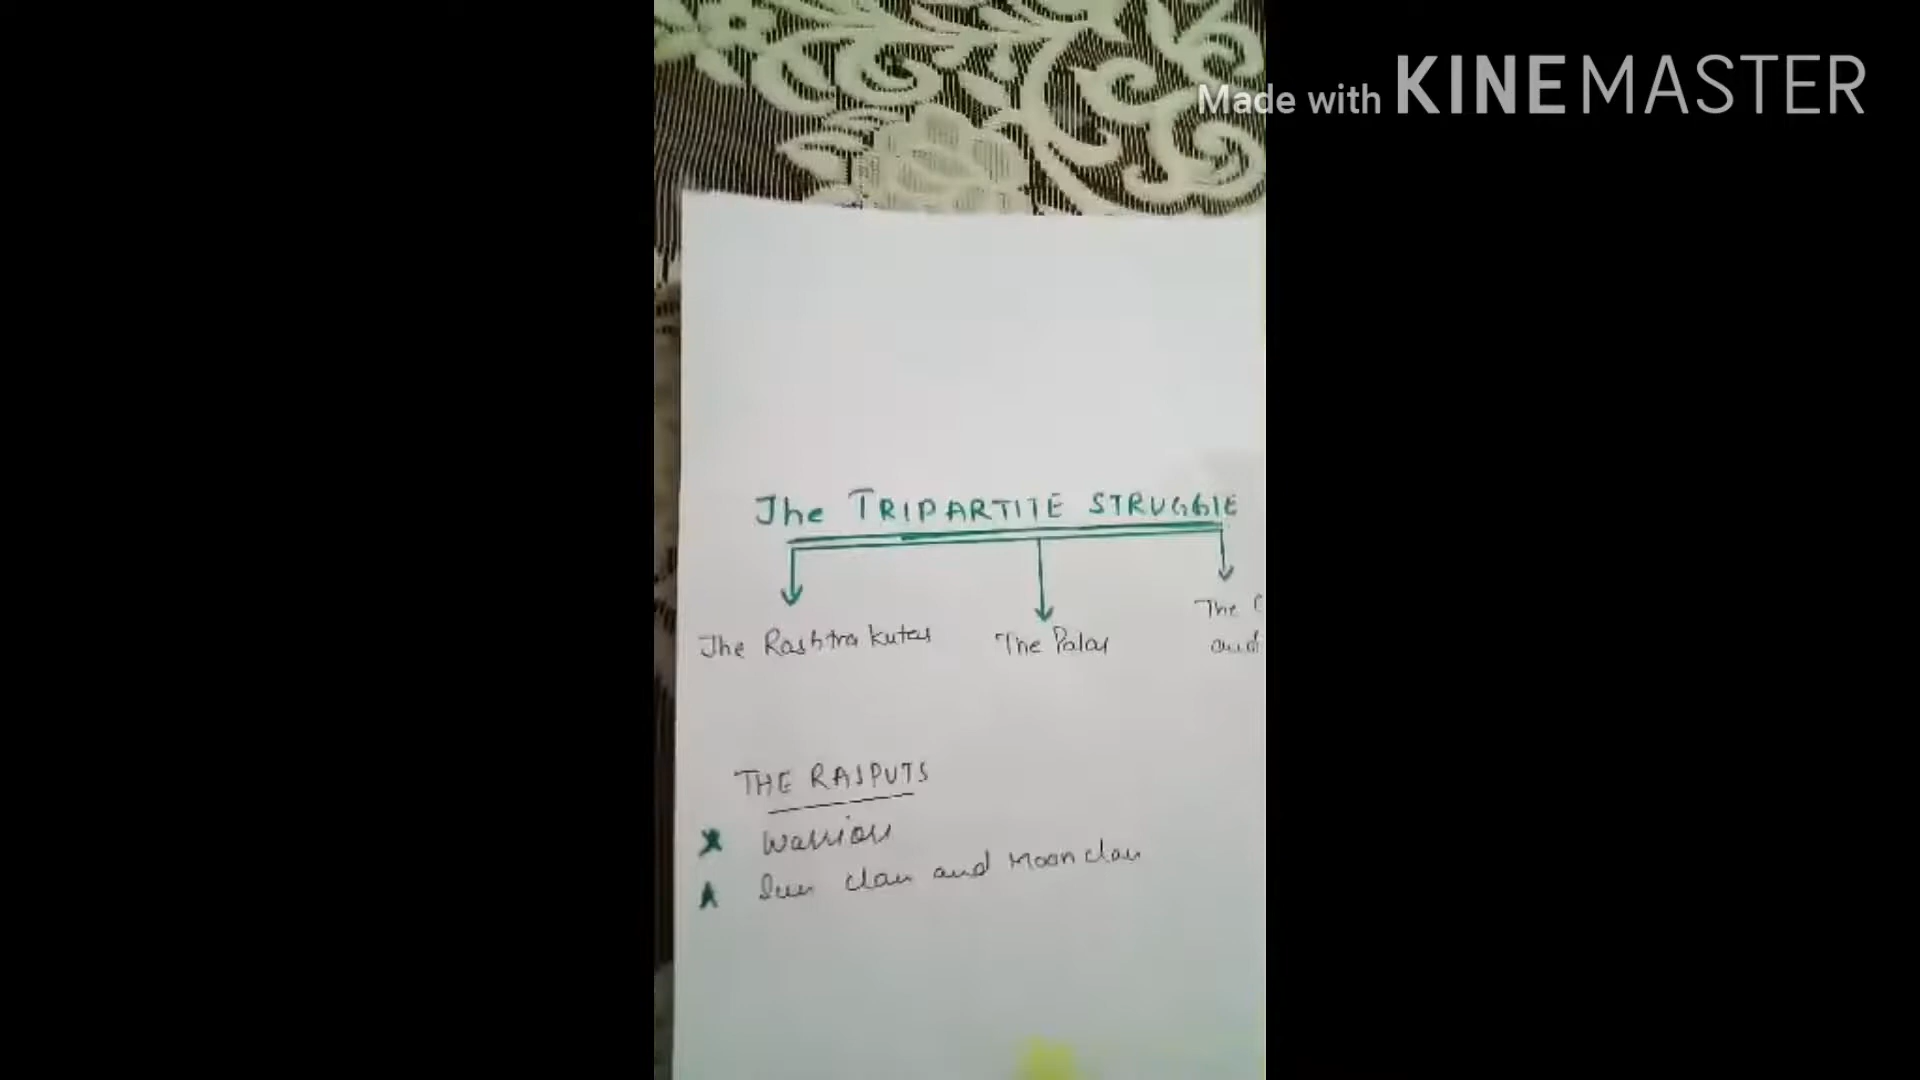 Made with KINEMASTER
The TRIPARTITE STRUGGLE
The Rashtrakutas
The Palas
The
and
THE RAJPUTS
Warriors
Sun clan and Moon clan